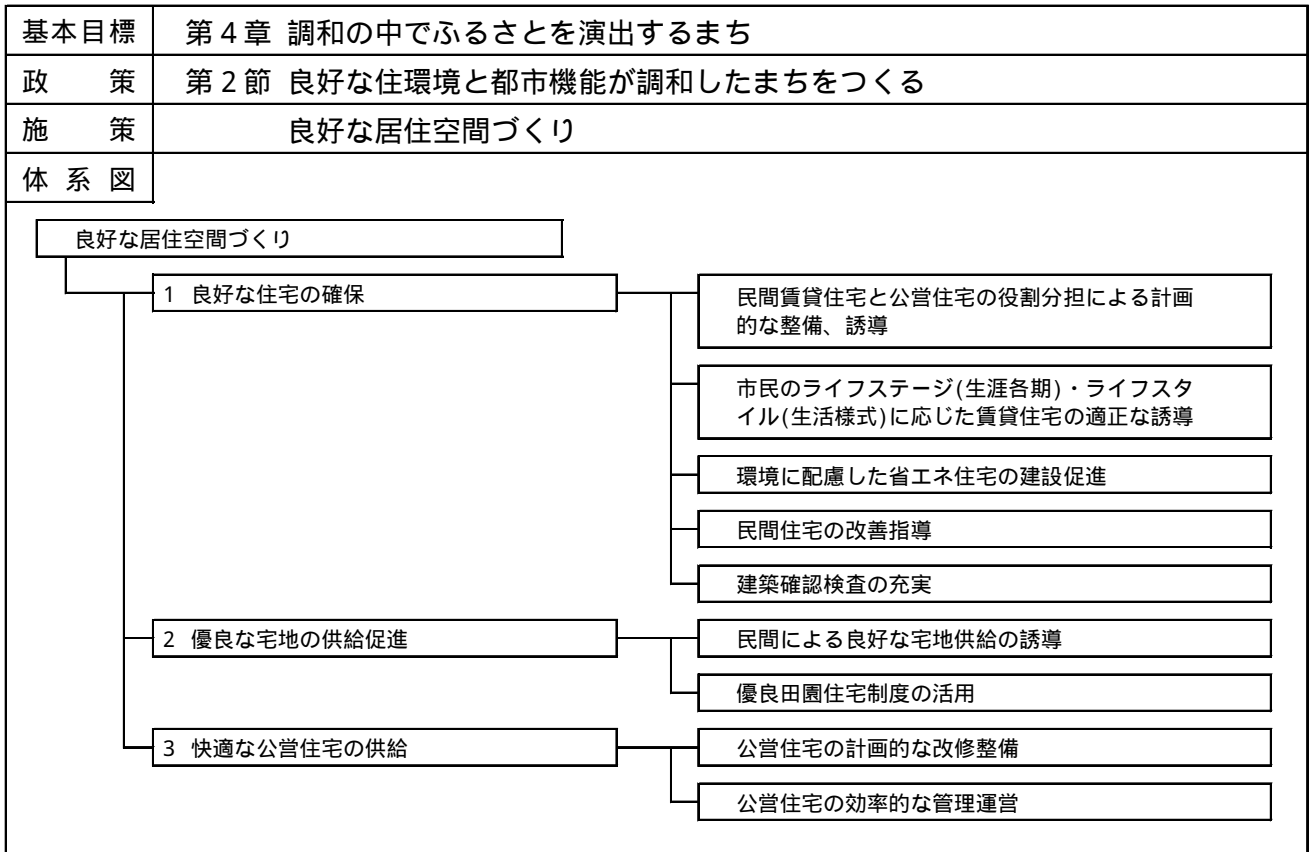 基本目標 第4章 調和の中でふるさとを演出するまち
政策 第2節 良好な住環境と都市機能が調和したまちをつくる
施策 良好な居住空間づくり
体系図
良好な居住空間づくり
1 良好な住宅の確保
民間賃貸住宅と公営住宅の役割分担による計画
的な整備、誘導
市民のライフステージ(生涯各期)・ライフスタ
イル(生活様式)に応じた賃貸住宅の適正な誘導
環境に配慮した省エネ住宅の建設促進
民間住宅の改善指導
建築確認検査の充実
2 優良な宅地の供給促進
民間による良好な宅地供給の誘導
優良田園住宅制度の活用
3 快適な公営住宅の供給
公営住宅の計画的な改修整備
公営住宅の効率的な管理運営